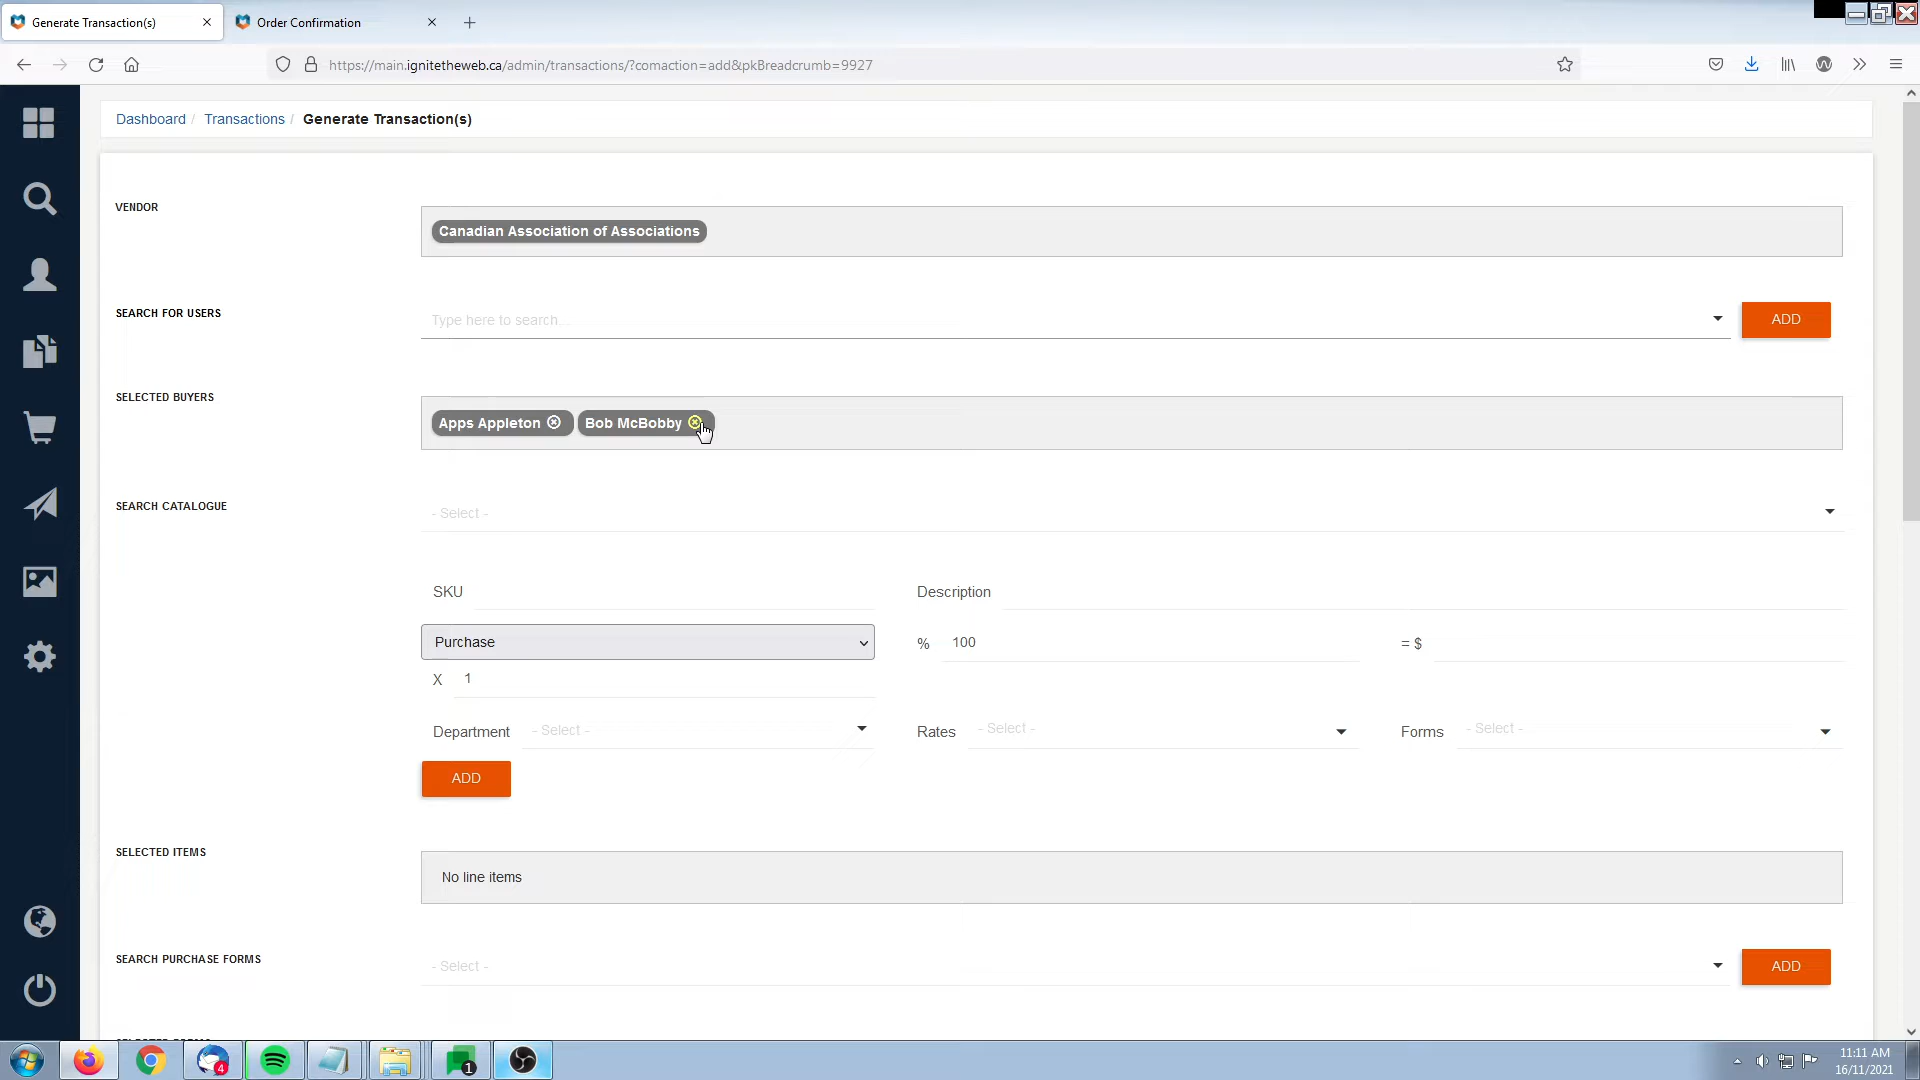 Generate Transaction(s)
Order Confirmation
https://main.ignitetheweb.ca/admin/transactions/?comaction=add&pkBreadcrumb=9927
Dashboard / Transactions / Generate Transaction(s)
VENDOR
Canadian Association of Associations
SEARCH FOR USERS
Type here to search...
ADD
SELECTED BUYERS
Apps Appleton
Bob McBobby
SEARCH CATALOGUE
- Select -
SKU
Description
Purchase
% 100
= $
X 1
Department - Select -
Rates - Select -
Forms - Select -
ADD
SELECTED ITEMS
No line items
SEARCH PURCHASE FORMS
- Select -
ADD
4
1
11:11 AM
16/11/2021